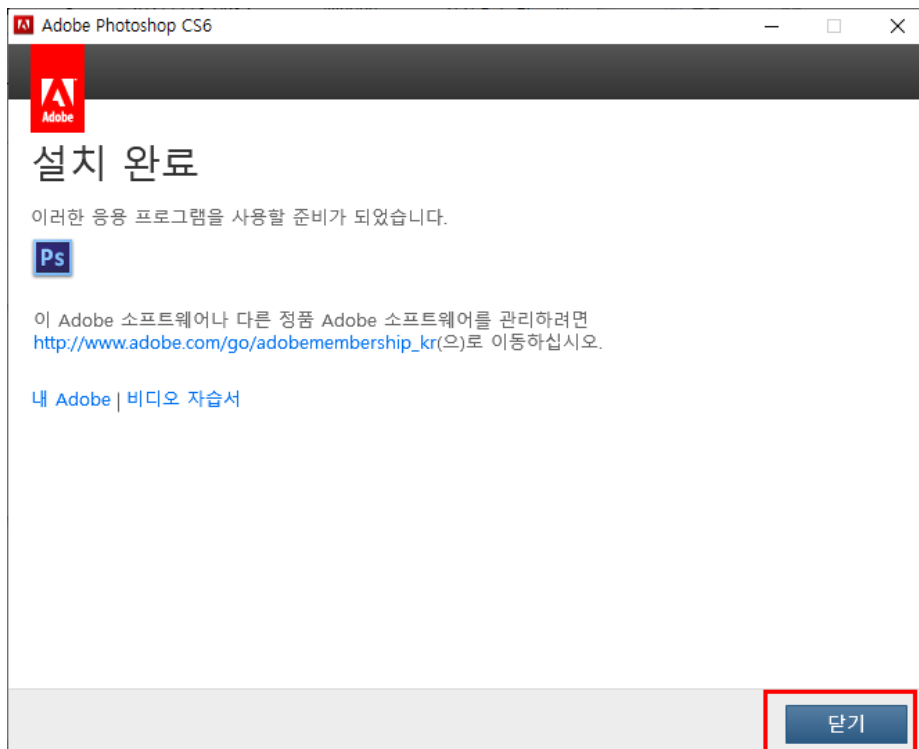 Adobe Photoshop CS6
Adobe
설치 완료
이러한 응용 프로그램을 사용할 준비가 되었습니다.
Ps
이 Adobe 소프트웨어나 다른 정품 Adobe 소프트웨어를 관리하려면
http://www.adobe.com/go/adobemembership_kr(으)로 이동하십시오.
내 Adobe | 비디오 자습서
닫기